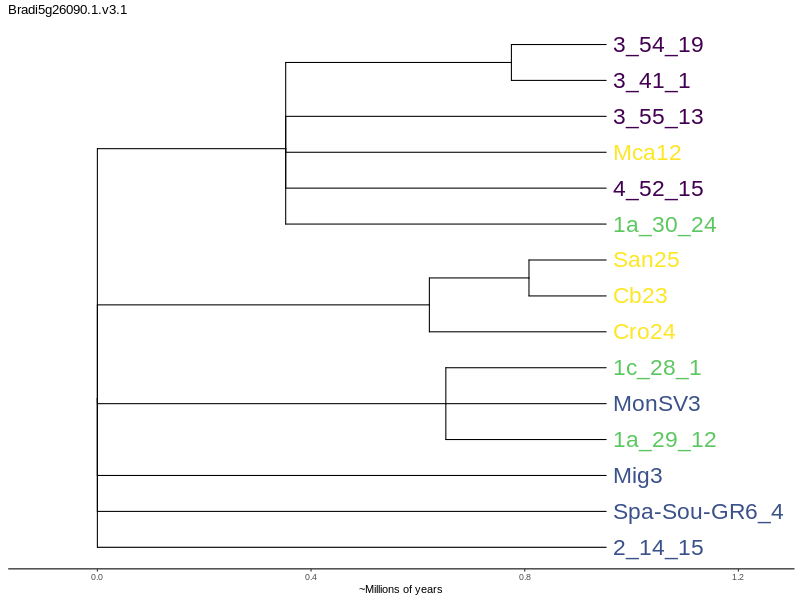 Bradi5g26090.1.v3.1
3_54_19
3_41_1
3_55_13
Mca12
4_52_15
1a_30_24
San25
Cb23
Cro24
1c_28_1
MonSV3
1a_29_12
Mig3
Spa-Sou-GR6_4
2_14_15
0.0 0.4 0.8 1.2
~Millions of years